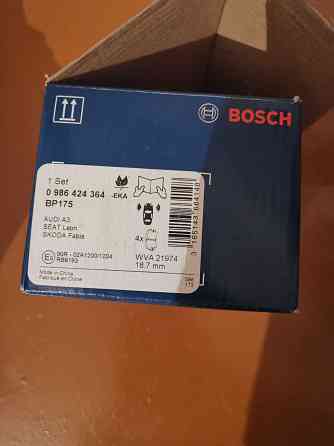 BOSCH
1 Set
0 986 424 364 -EKA
BP175
AUDI A3
SEAT Leon
SKODA Fabia
4x
WVA 21974
18.7 mm
90R - 02A1200/1204
Made in China
Fabriqué en Chine